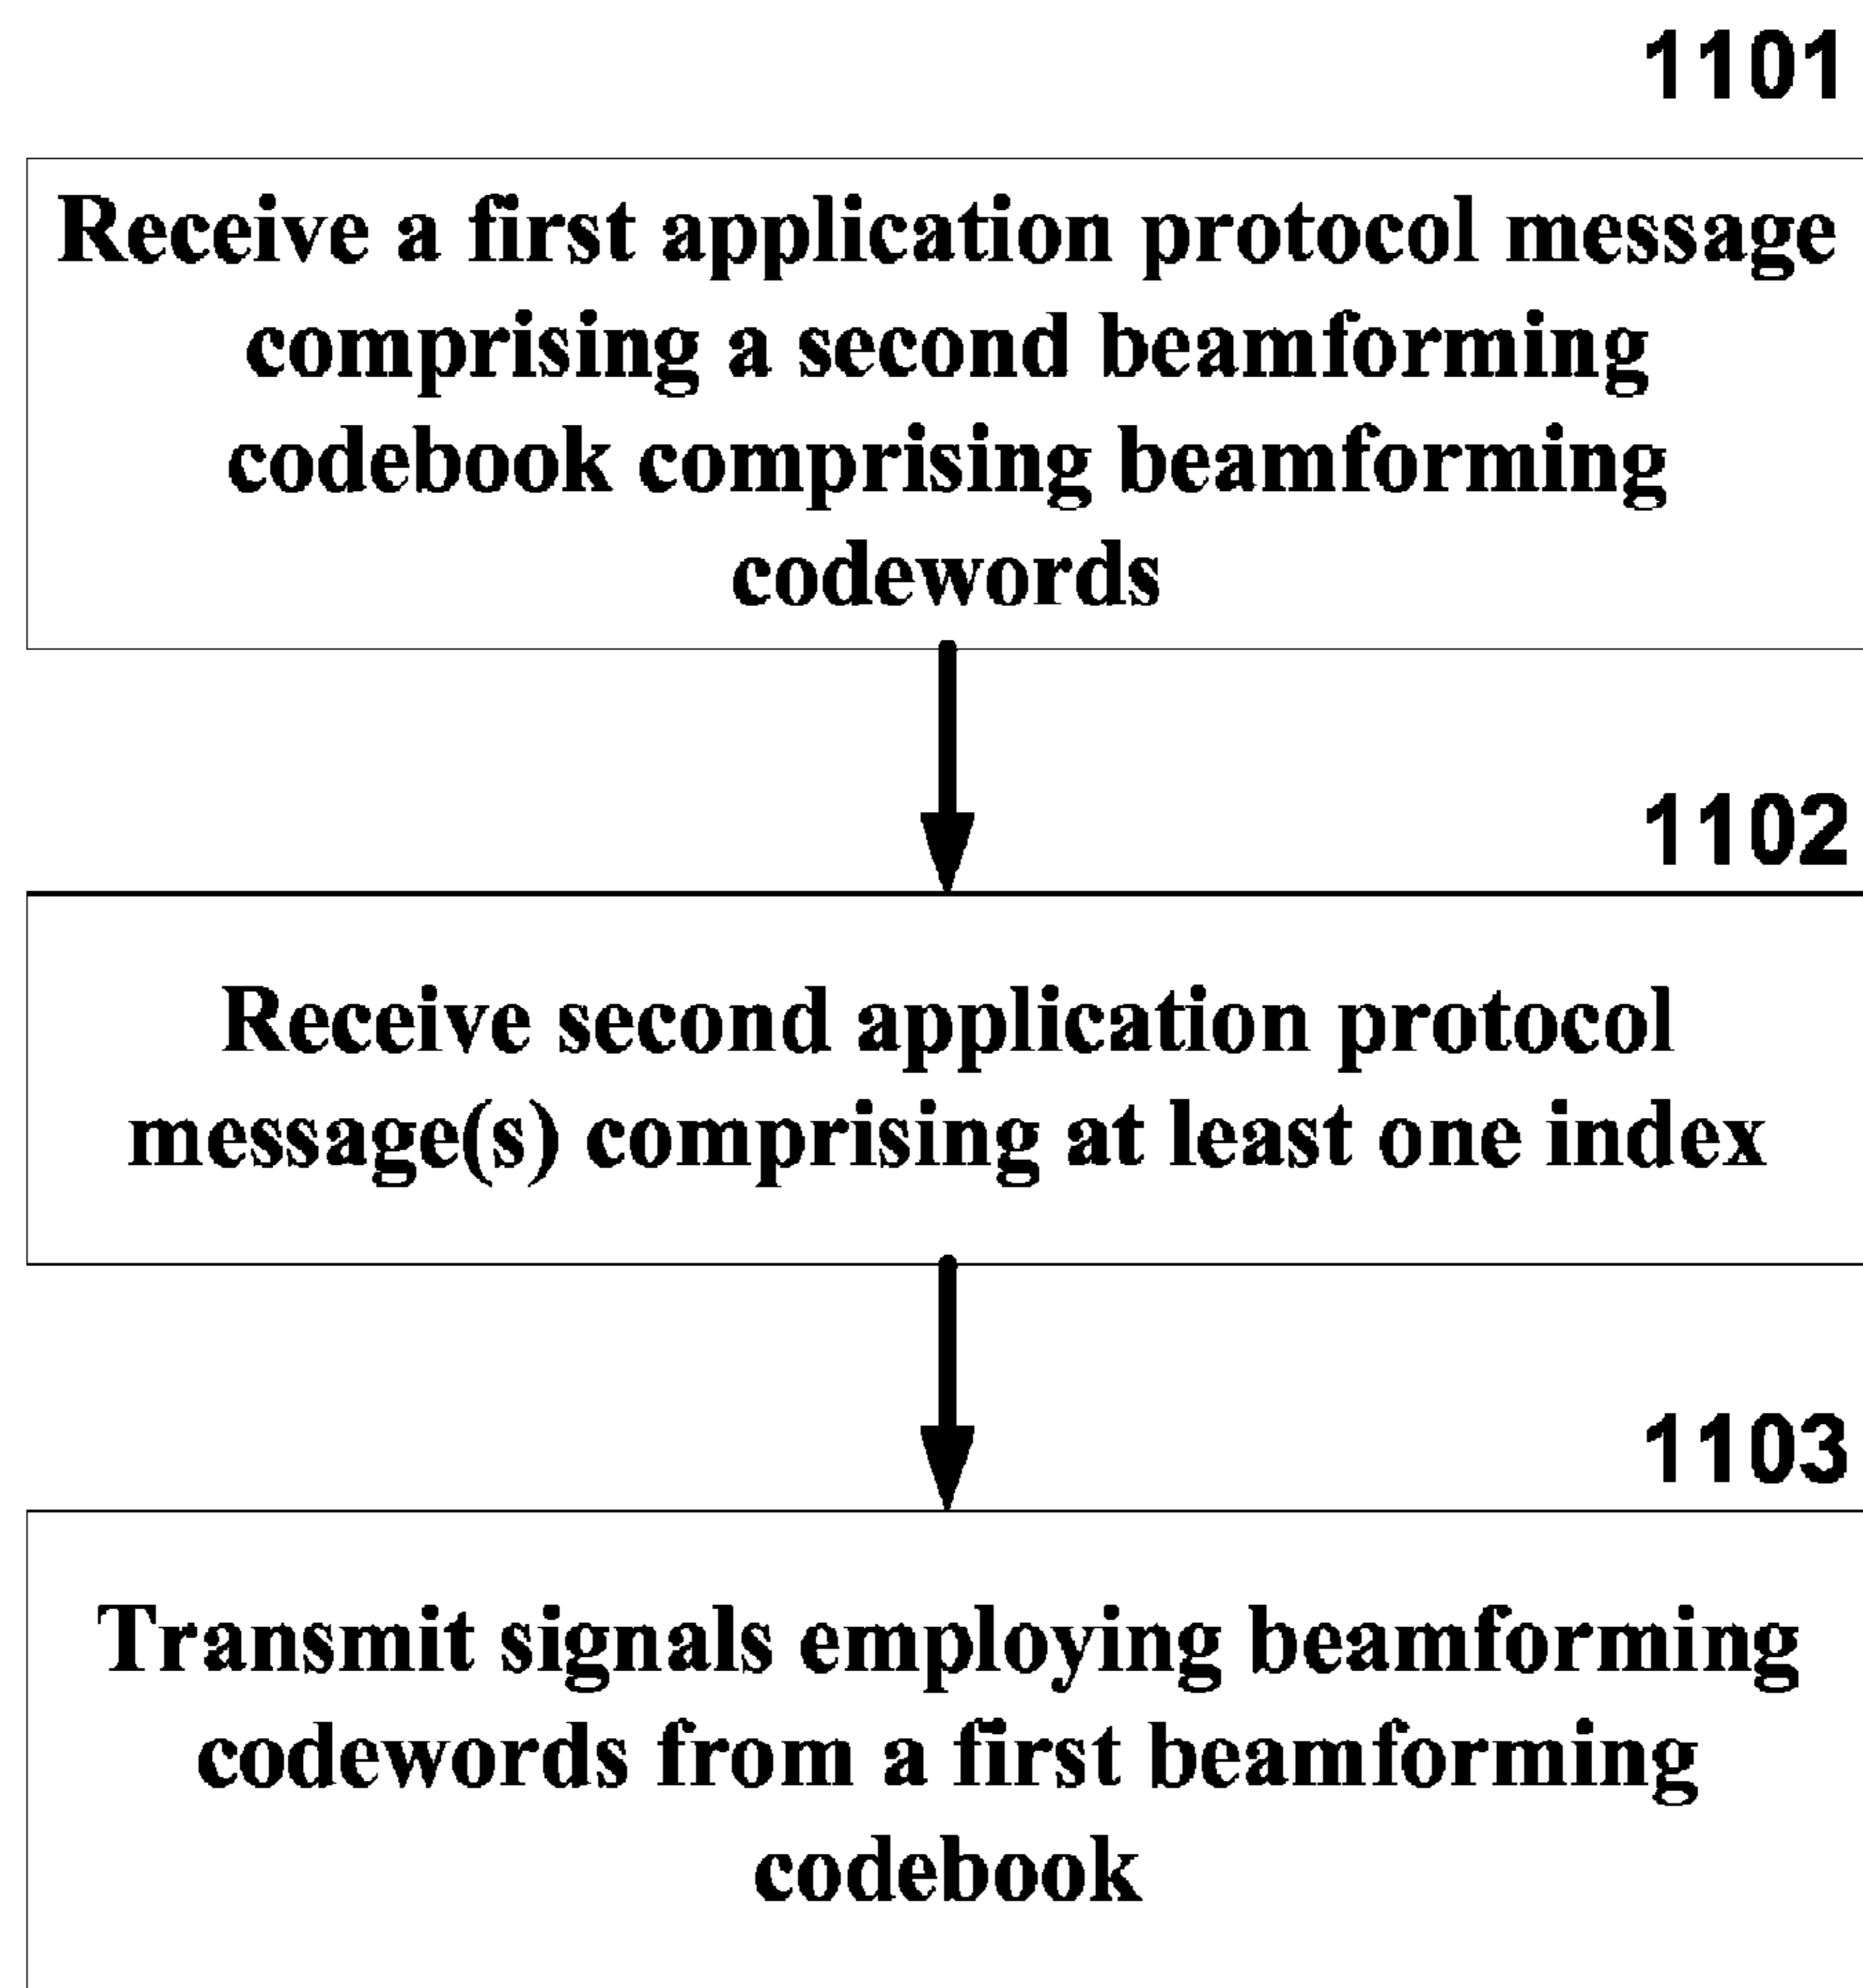 1101
Receive a first application protocol message
comprising a second beamforming
codebook comprising beamforming
codewords
1102
Receive second application protocol
message(s) comprising at least one index
1103
Transmit signals employing beamforming
codewords from a first beamforming
codebook